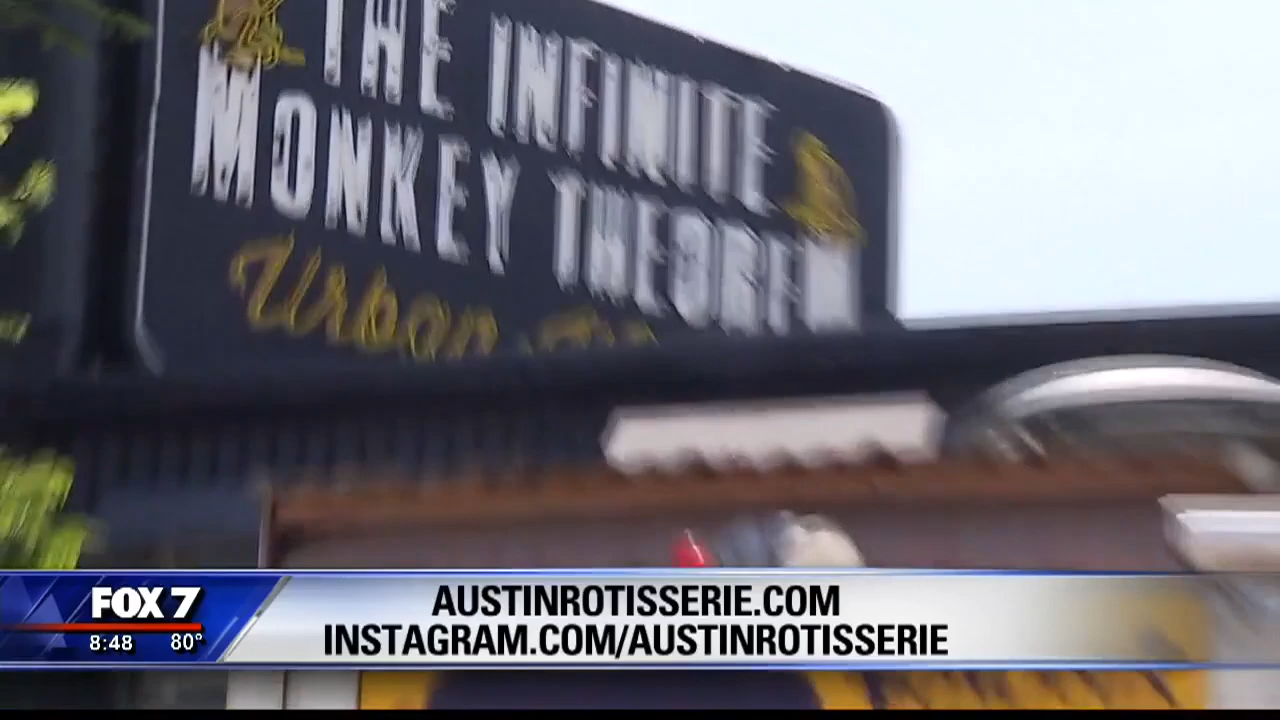 THE INFINITE
MONKEY THEOREM
Urban
FOX 7
8:48 80°
AUSTINROTISSERIE.COM
INSTAGRAM.COM/AUSTINROTISSERIE